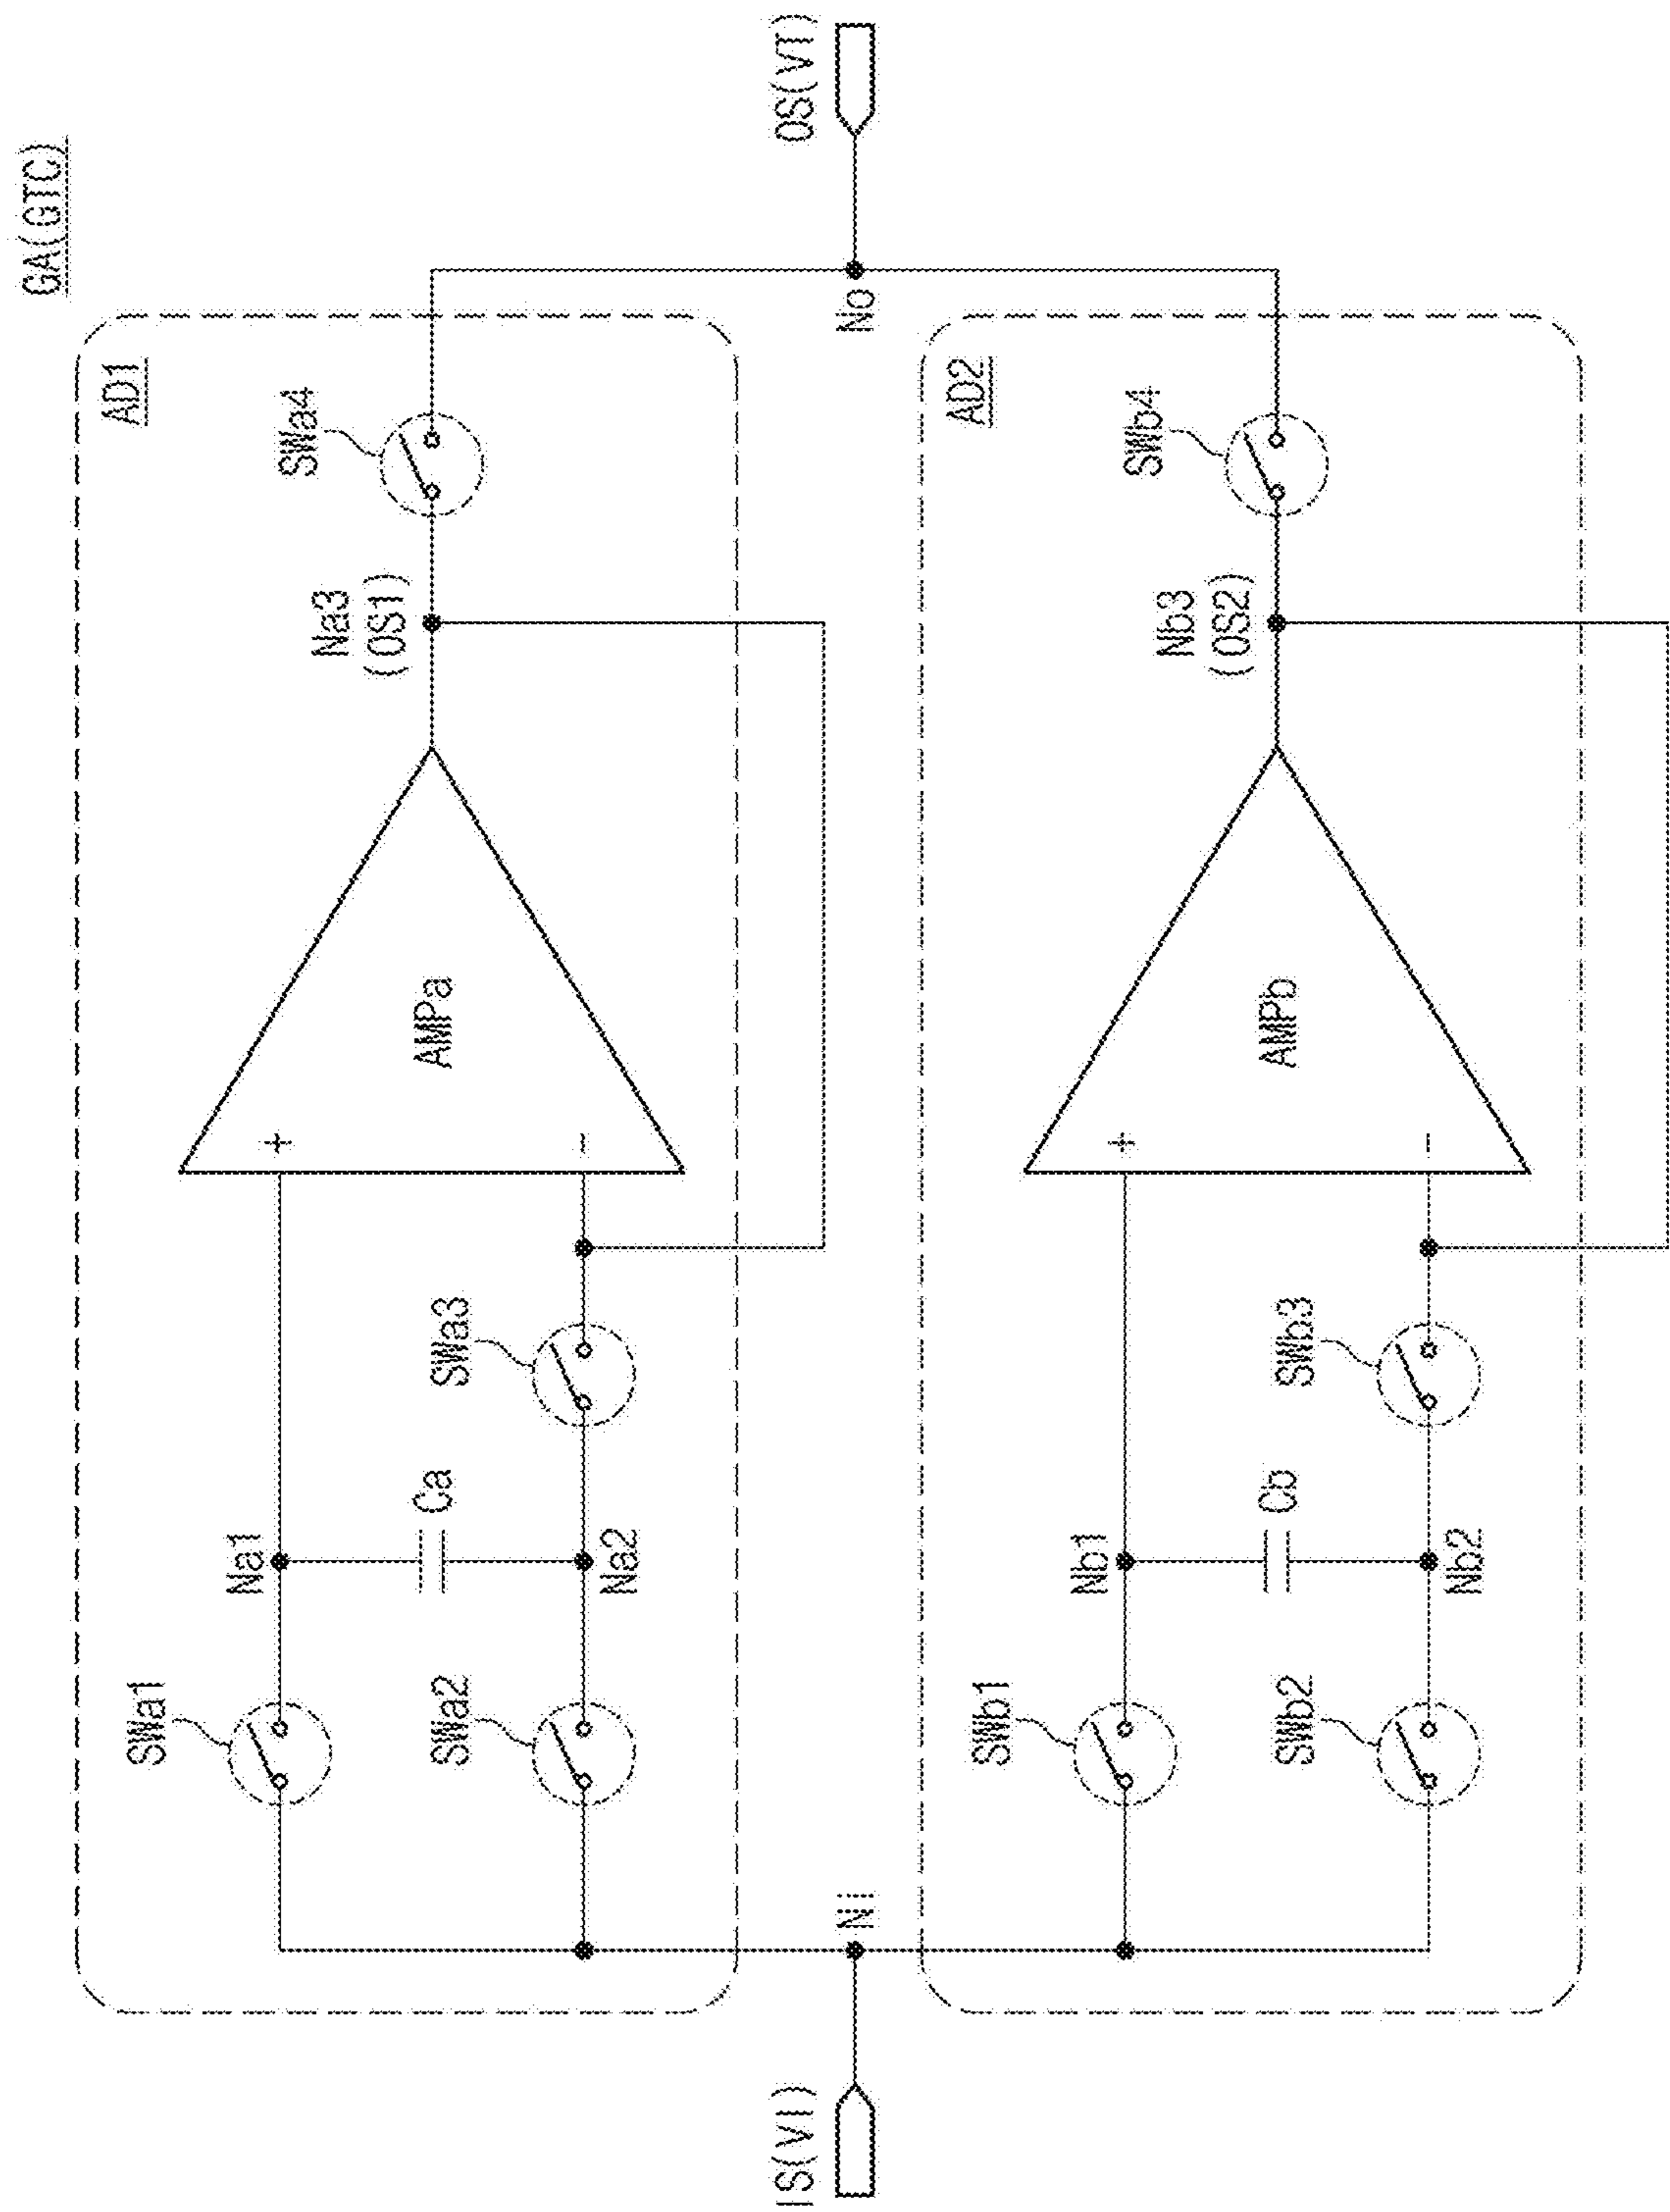 GA(GTC)
AD1
SWa1
Na1
SWa2
Ca
SWa3
Na2
+
-
AMPa
Na3
(OS1)
SWa4
IS(VI)
Ni
No
OS(VT)
AD2
SWb1
Nb1
SWb2
Cb
SWb3
Nb2
+
-
AMPb
Nb3
(OS2)
SWb4